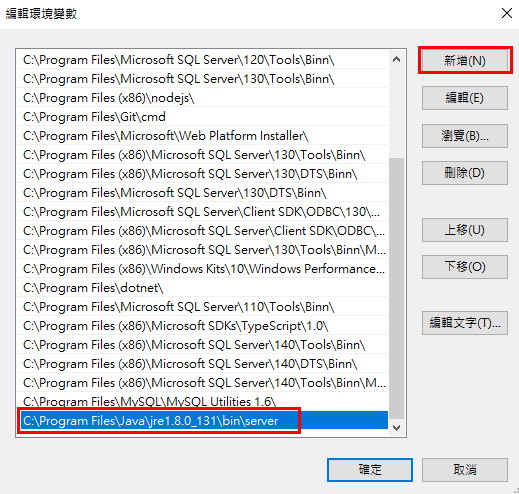 編輯環境變數
C:\Program Files\Microsoft SQL Server\120\Tools\Binn\
C:\Program Files\Microsoft SQL Server\130\Tools\Binn\
C:\Program Files (x86)\nodejs\
C:\Program Files\Git\cmd
C:\Program Files\Microsoft\Web Platform Installer\
C:\Program Files (x86)\Microsoft SQL Server\130\Tools\Binn\
C:\Program Files (x86)\Microsoft SQL Server\130\DTS\Binn\
C:\Program Files\Microsoft SQL Server\130\DTS\Binn\
C:\Program Files\Microsoft SQL Server\Client SDK\ODBC\130\...
C:\Program Files (x86)\Microsoft SQL Server\Client SDK\ODBC\...
C:\Program Files (x86)\Microsoft SQL Server\130\Tools\Binn\M...
C:\Program Files (x86)\Windows Kits\10\Windows Performance...
C:\Program Files\dotnet\
C:\Program Files\Microsoft SQL Server\110\Tools\Binn\
C:\Program Files (x86)\Microsoft SDKs\TypeScript\1.0\
C:\Program Files (x86)\Microsoft SQL Server\140\Tools\Binn\
C:\Program Files (x86)\Microsoft SQL Server\140\DTS\Binn\
C:\Program Files (x86)\Microsoft SQL Server\140\Tools\Binn\M...
C:\Program Files\MySQL\MySQL Utilities 1.6\
C:\Program Files\Java\jre1.8.0_131\bin\server
新增(N)
編輯(E)
瀏覽(B)...
刪除(D)
上移(U)
下移(O)
編輯文字(T)...
確定
取消